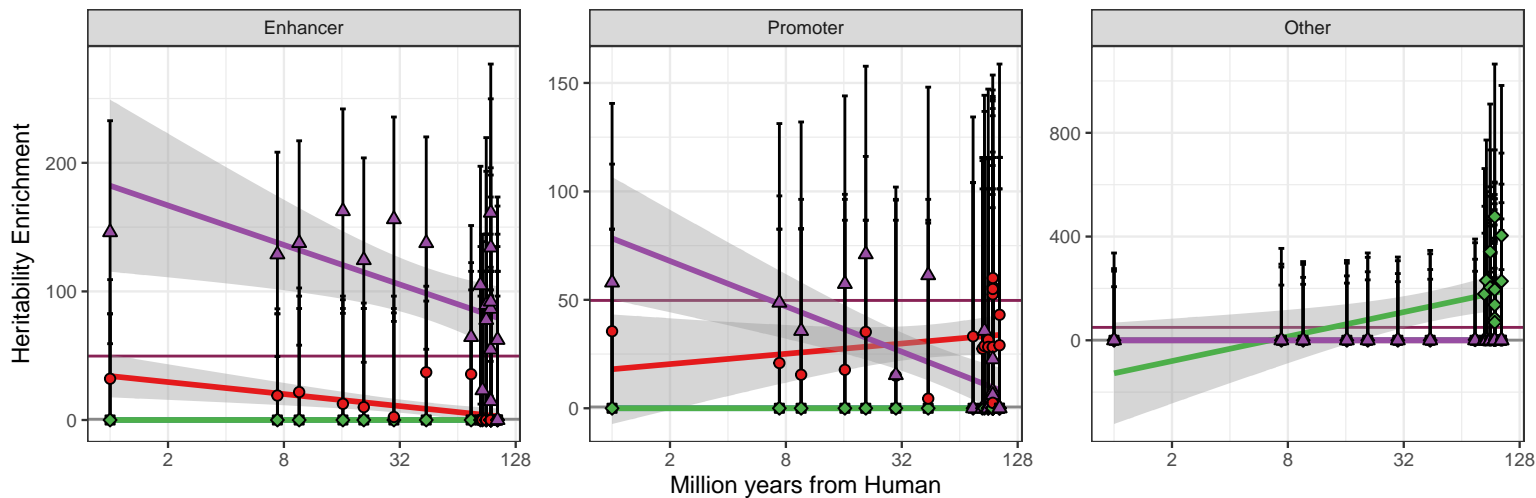 Enhancer Promoter Other
Heritability Enrichment
200
100
0
150
100
50
0
800
400
0
2 8 32 128 2 8 32 128 2 8 32 128
Million years from Human